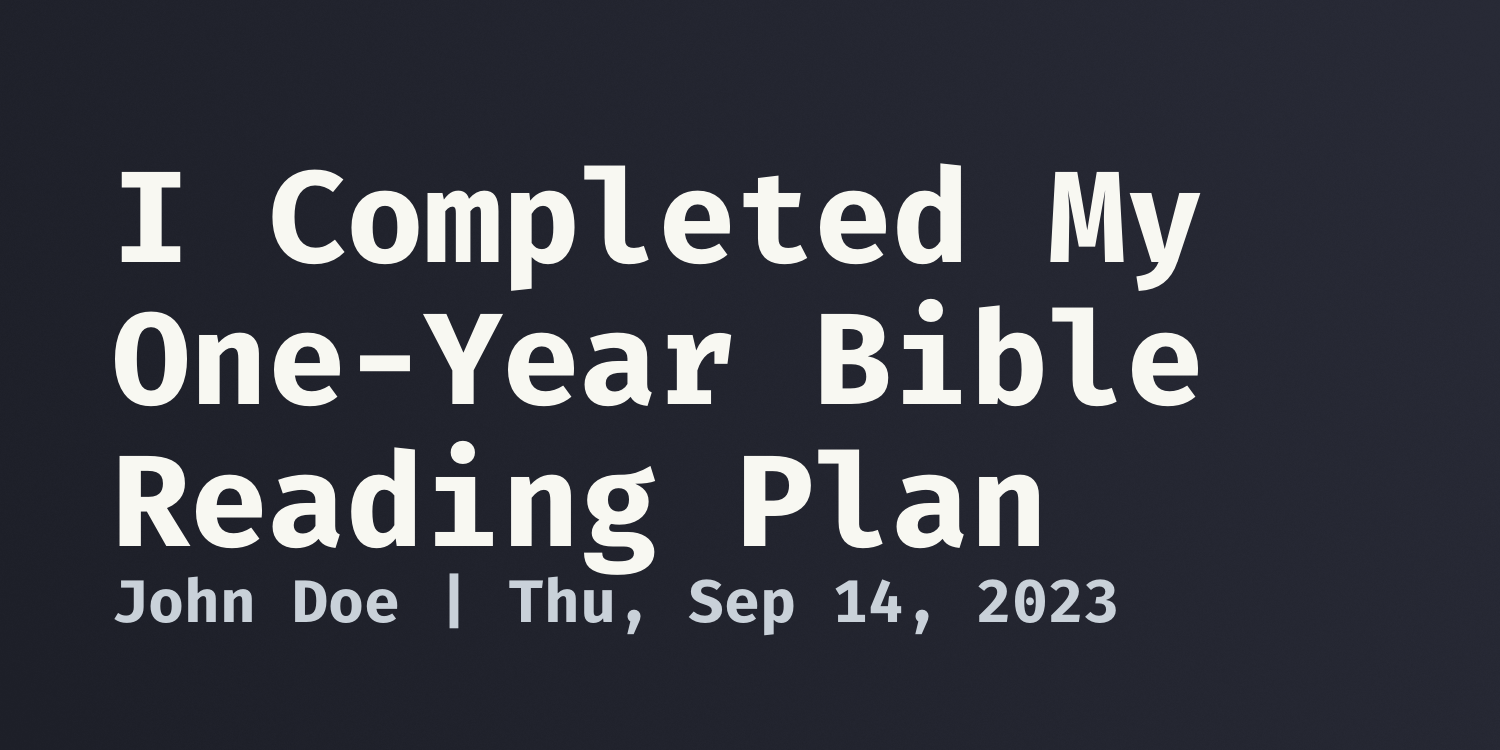 I Completed My
One-Year Bible
Reading Plan
John Doe | Thu, Sep 14, 2023